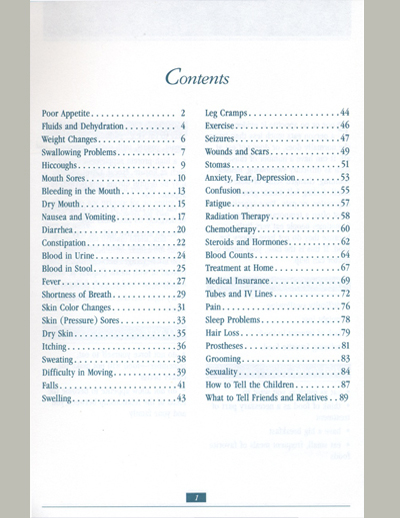 Contents
Poor Appetite. . . . . . . . . . . . . . . . . 2
Fluids and Dehydration . . . . . . . . . . 4
Weight Changes. . . . . . . . . . . . . . . . 6
Swallowing Problems. . . . . . . . . . . . 7
Hiccoughs . . . . . . . . . . . . . . . . . . . . 9
Mouth Sores . . . . . . . . . . . . . . . . . .10
Bleeding in the Mouth. . . . . . . . . . .13
Dry Mouth . . . . . . . . . . . . . . . . . . .15
Nausea and Vomiting. . . . . . . . . . . .17
Diarrhea. . . . . . . . . . . . . . . . . . . . .20
Constipation. . . . . . . . . . . . . . . . . .22
Blood in Urine. . . . . . . . . . . . . . . . .24
Blood in Stool. . . . . . . . . . . . . . . . .25
Fever. . . . . . . . . . . . . . . . . . . . . . .27
Shortness of Breath. . . . . . . . . . . . .29
Skin Color Changes. . . . . . . . . . . . .31
Skin (Pressure) Sores. . . . . . . . . . . .33
Dry Skin. . . . . . . . . . . . . . . . . . . . .35
Itching. . . . . . . . . . . . . . . . . . . . . .36
Sweating. . . . . . . . . . . . . . . . . . . . .38
Difficulty in Moving. . . . . . . . . . . . .39
Falls. . . . . . . . . . . . . . . . . . . . . . . .41
Swelling. . . . . . . . . . . . . . . . . . . . .43
Leg Cramps. . . . . . . . . . . . . . . . . . .44
Exercise. . . . . . . . . . . . . . . . . . . . .46
Seizures. . . . . . . . . . . . . . . . . . . . .47
Wounds and Scars. . . . . . . . . . . . . .49
Stomas. . . . . . . . . . . . . . . . . . . . . .51
Anxiety, Fear, Depression. . . . . . . . .53
Confusion. . . . . . . . . . . . . . . . . . . .55
Fatigue. . . . . . . . . . . . . . . . . . . . . .57
Radiation Therapy. . . . . . . . . . . . . .58
Chemotherapy. . . . . . . . . . . . . . . . .60
Steroids and Hormones. . . . . . . . . . .62
Blood Counts. . . . . . . . . . . . . . . . . .64
Treatment at Home. . . . . . . . . . . . . .67
Medical Insurance. . . . . . . . . . . . . .69
Tubes and IV Lines. . . . . . . . . . . . . .72
Pain. . . . . . . . . . . . . . . . . . . . . . . .76
Sleep Problems. . . . . . . . . . . . . . . .78
Hair Loss. . . . . . . . . . . . . . . . . . . .79
Prostheses. . . . . . . . . . . . . . . . . . .81
Grooming. . . . . . . . . . . . . . . . . . . .83
Sexuality. . . . . . . . . . . . . . . . . . . .84
How to Tell the Children. . . . . . . . .87
What to Tell Friends and Relatives . . 89
1